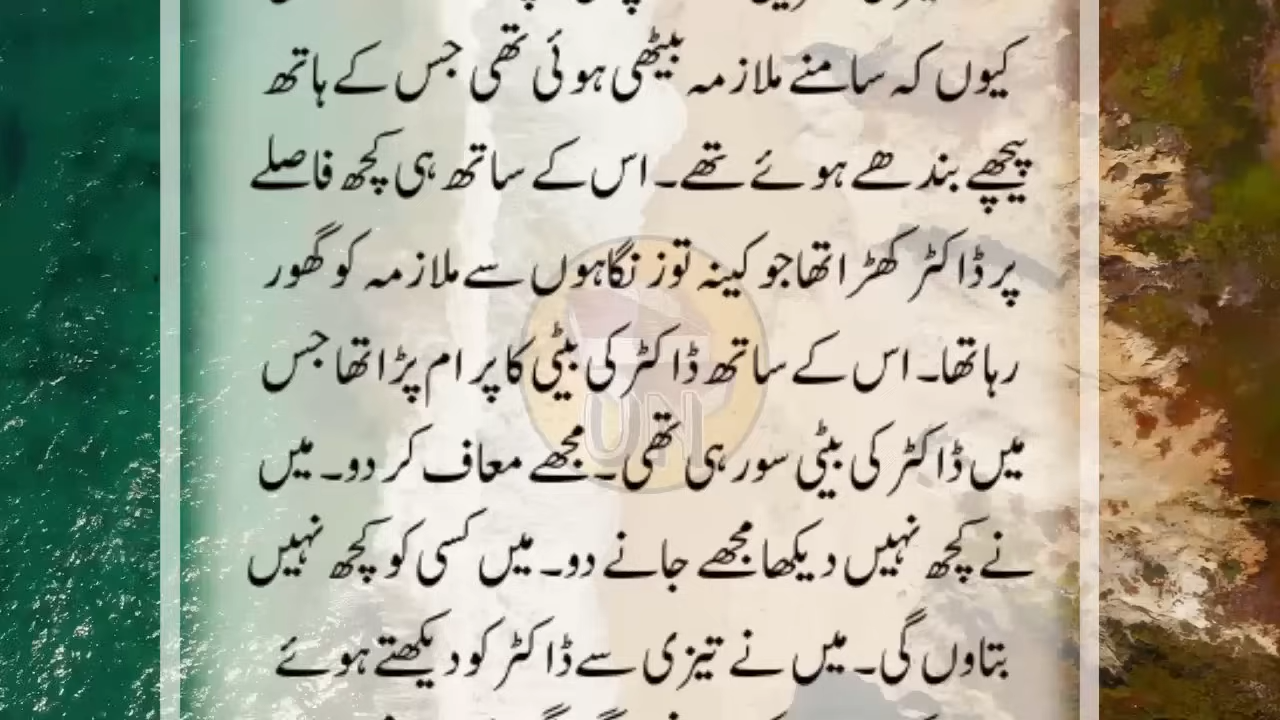 کیوں کہ سامنے ملازمہ بیٹھی ہوئی تھی جس کے ہاتھ
پیچھے بندھے ہوئے تھے۔ اس کے ساتھ ہی کچھ فاصلے
پر ڈاکٹر کھڑا تھا جو کینہ توز نگاہوں سے ملازمہ کو گھور
رہا تھا۔ اس کے ساتھ ڈاکٹر کی بیٹی کا پرام پڑا تھا جس
میں ڈاکٹر کی بیٹی سو رہی تھی۔ مجھے معاف کر دو۔ میں
نے کچھ نہیں دیکھا مجھے جانے دو۔ میں کسی کو کچھ نہیں
بتاوں گی۔ میں نے تیزی سے ڈاکٹر کو دیکھتے ہوئے
UN